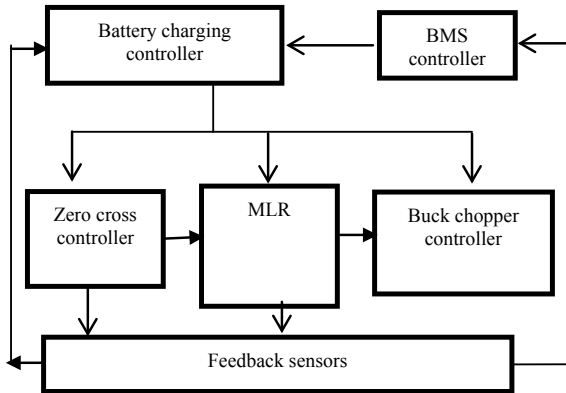 Battery charging
controller
BMS
controller
Zero cross
controller
MLR
Buck chopper
controller
Feedback sensors